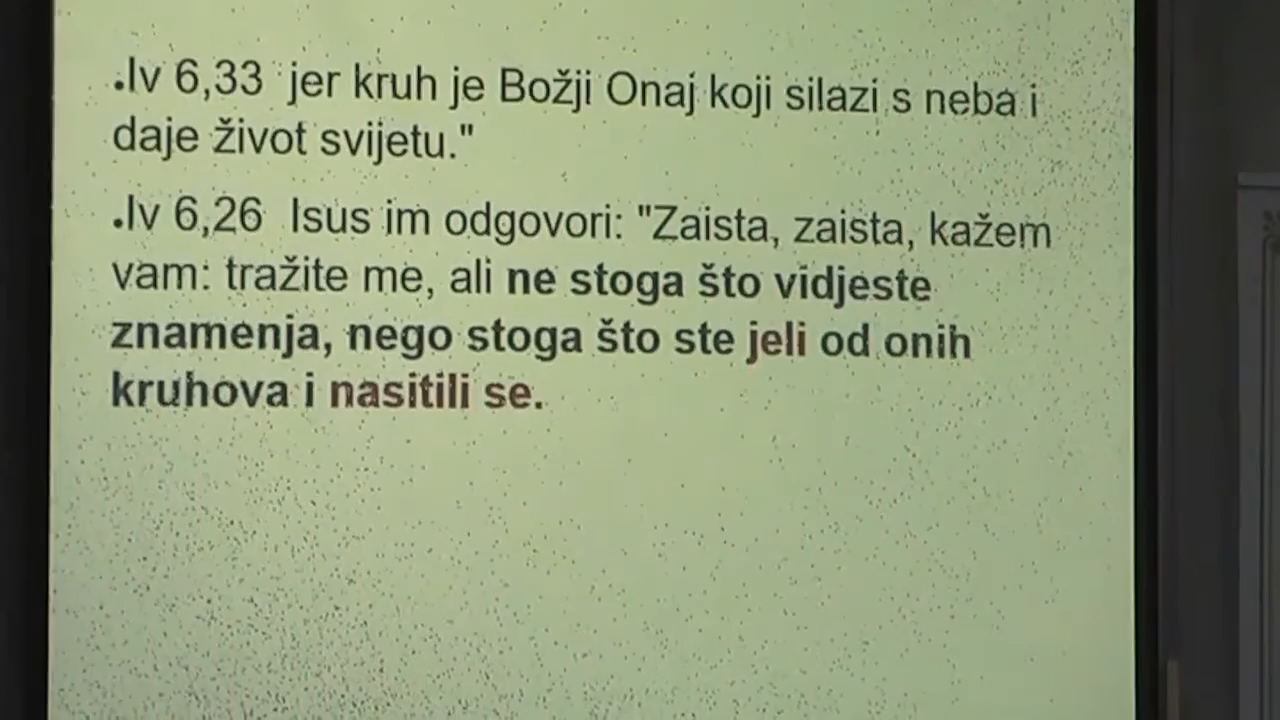 .Iv 6,33 jer kruh je Božji Onaj koji silazi s neba i
daje život svijetu."
.Iv 6,26 Isus im odgovori: "Zaista, zaista, kažem
vam: tražite me, ali ne stoga što vidjeste
znamenja, nego stoga što ste jeli od onih
kruhova i nasitili se.